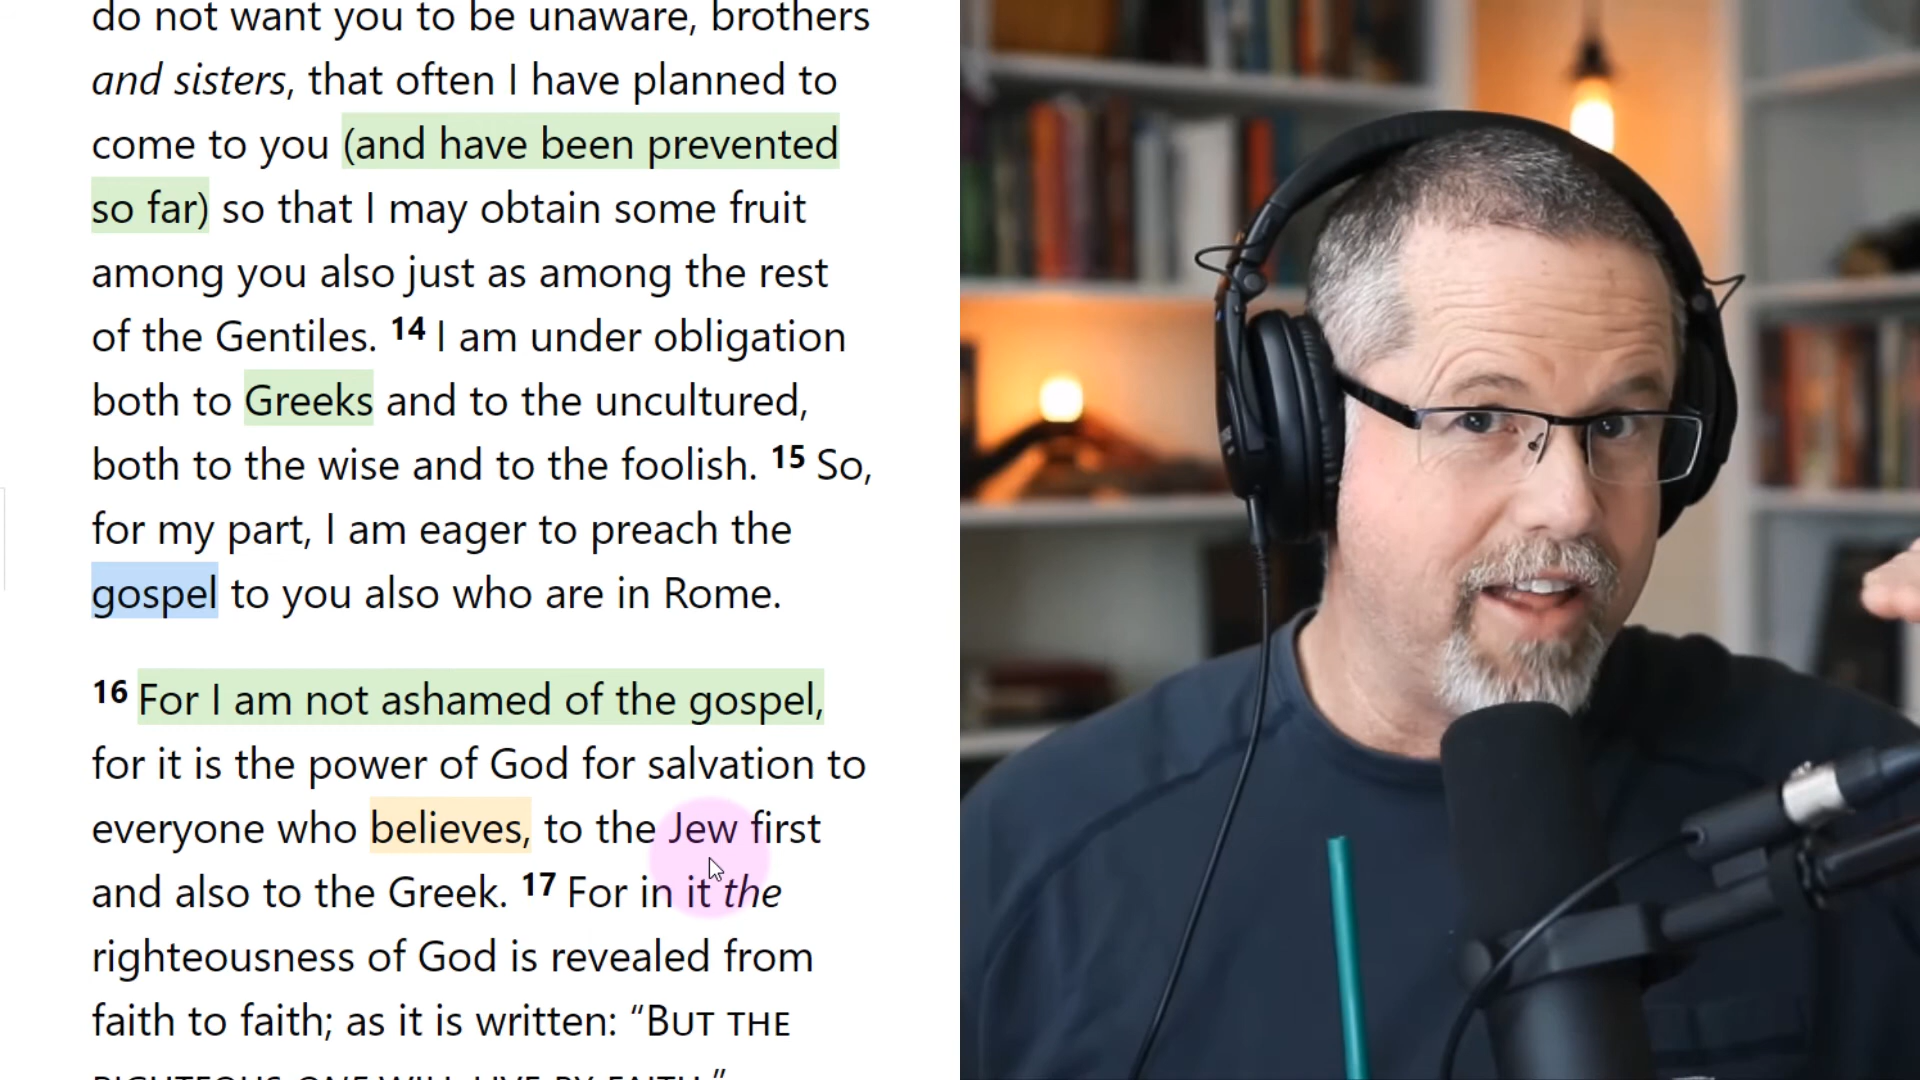 do not want you to be unaware, brothers
and sisters, that often I have planned to
come to you (and have been prevented
so far) so that I may obtain some fruit
among you also just as among the rest
of the Gentiles. 14 I am under obligation
both to Greeks and to the uncultured,
both to the wise and to the foolish. 15 So,
for my part, I am eager to preach the
gospel to you also who are in Rome.
16 For I am not ashamed of the gospel,
for it is the power of God for salvation to
everyone who believes, to the Jew first
and also to the Greek. 17 For in it the
righteousness of God is revealed from
faith to faith; as it is written: “BUT THE
RIGHTEOUS ONE WILL LIVE BY FAITH.”